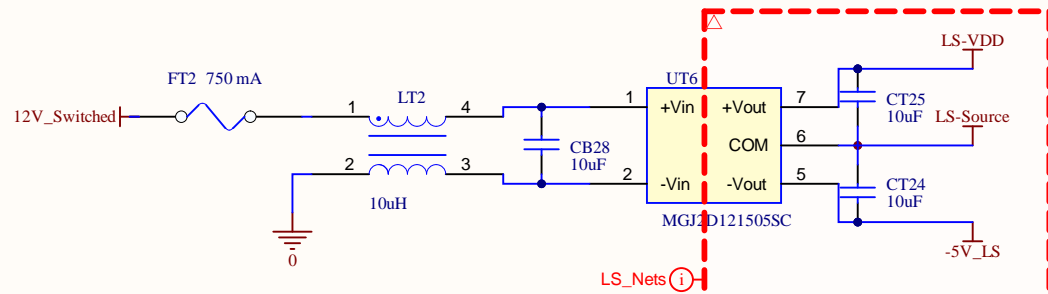 LS-VDD
FT2 750 mA
UT6
LT2
1
4
1
+Vin
+Vout
7
CT25
10uF
12V_Switched
LS-Source
CB28
10uF
COM
6
2
3
2
-Vin
-Vout
5
CT24
10uF
10uH
MGJ2D121505SC
0
-5V_LS
LS_Nets
i